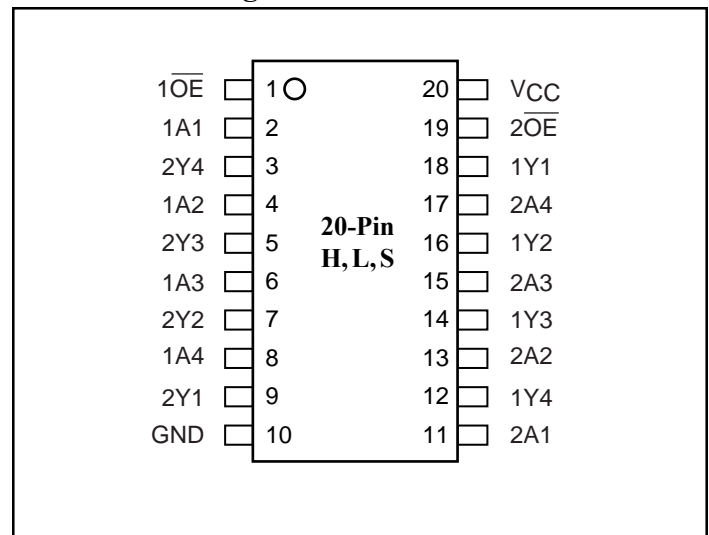 1O̅E̅ 1 20 VCC
1A1 2 19 2O̅E̅
2Y4 3 18 1Y1
1A2 4 17 2A4
2Y3 5 16 1Y2
1A3 6 15 2A3
2Y2 7 14 1Y3
1A4 8 13 2A2
2Y1 9 12 1Y4
GND 10 11 2A1
20-Pin
H, L, S